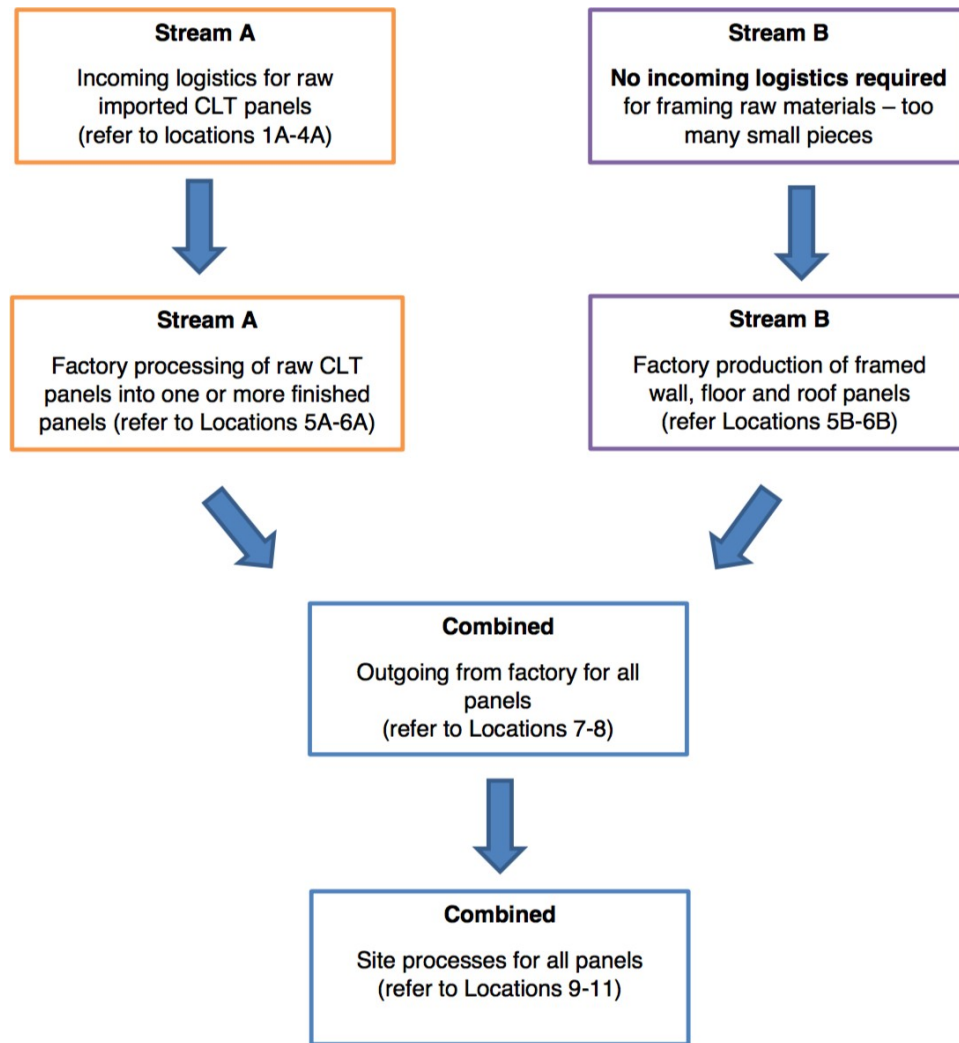 Stream A
Incoming logistics for raw
imported CLT panels
(refer to locations 1A-4A)
Stream B
No incoming logistics required
for framing raw materials – too
many small pieces
Stream A
Factory processing of raw CLT
panels into one or more finished
panels (refer to Locations 5A-6A)
Stream B
Factory production of framed
wall, floor and roof panels
(refer Locations 5B-6B)
Combined
Outgoing from factory for all
panels
(refer to Locations 7-8)
Combined
Site processes for all panels
(refer to Locations 9-11)